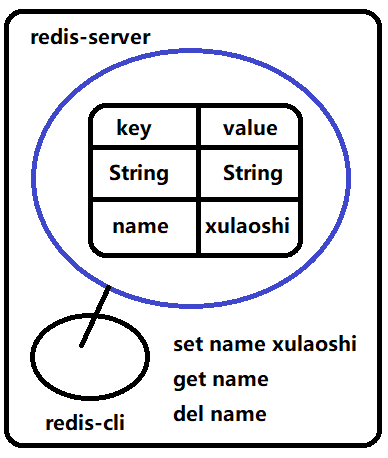 redis-server
key value
String String
name xulaoshi
set name xulaoshi
get name
del name
redis-cli